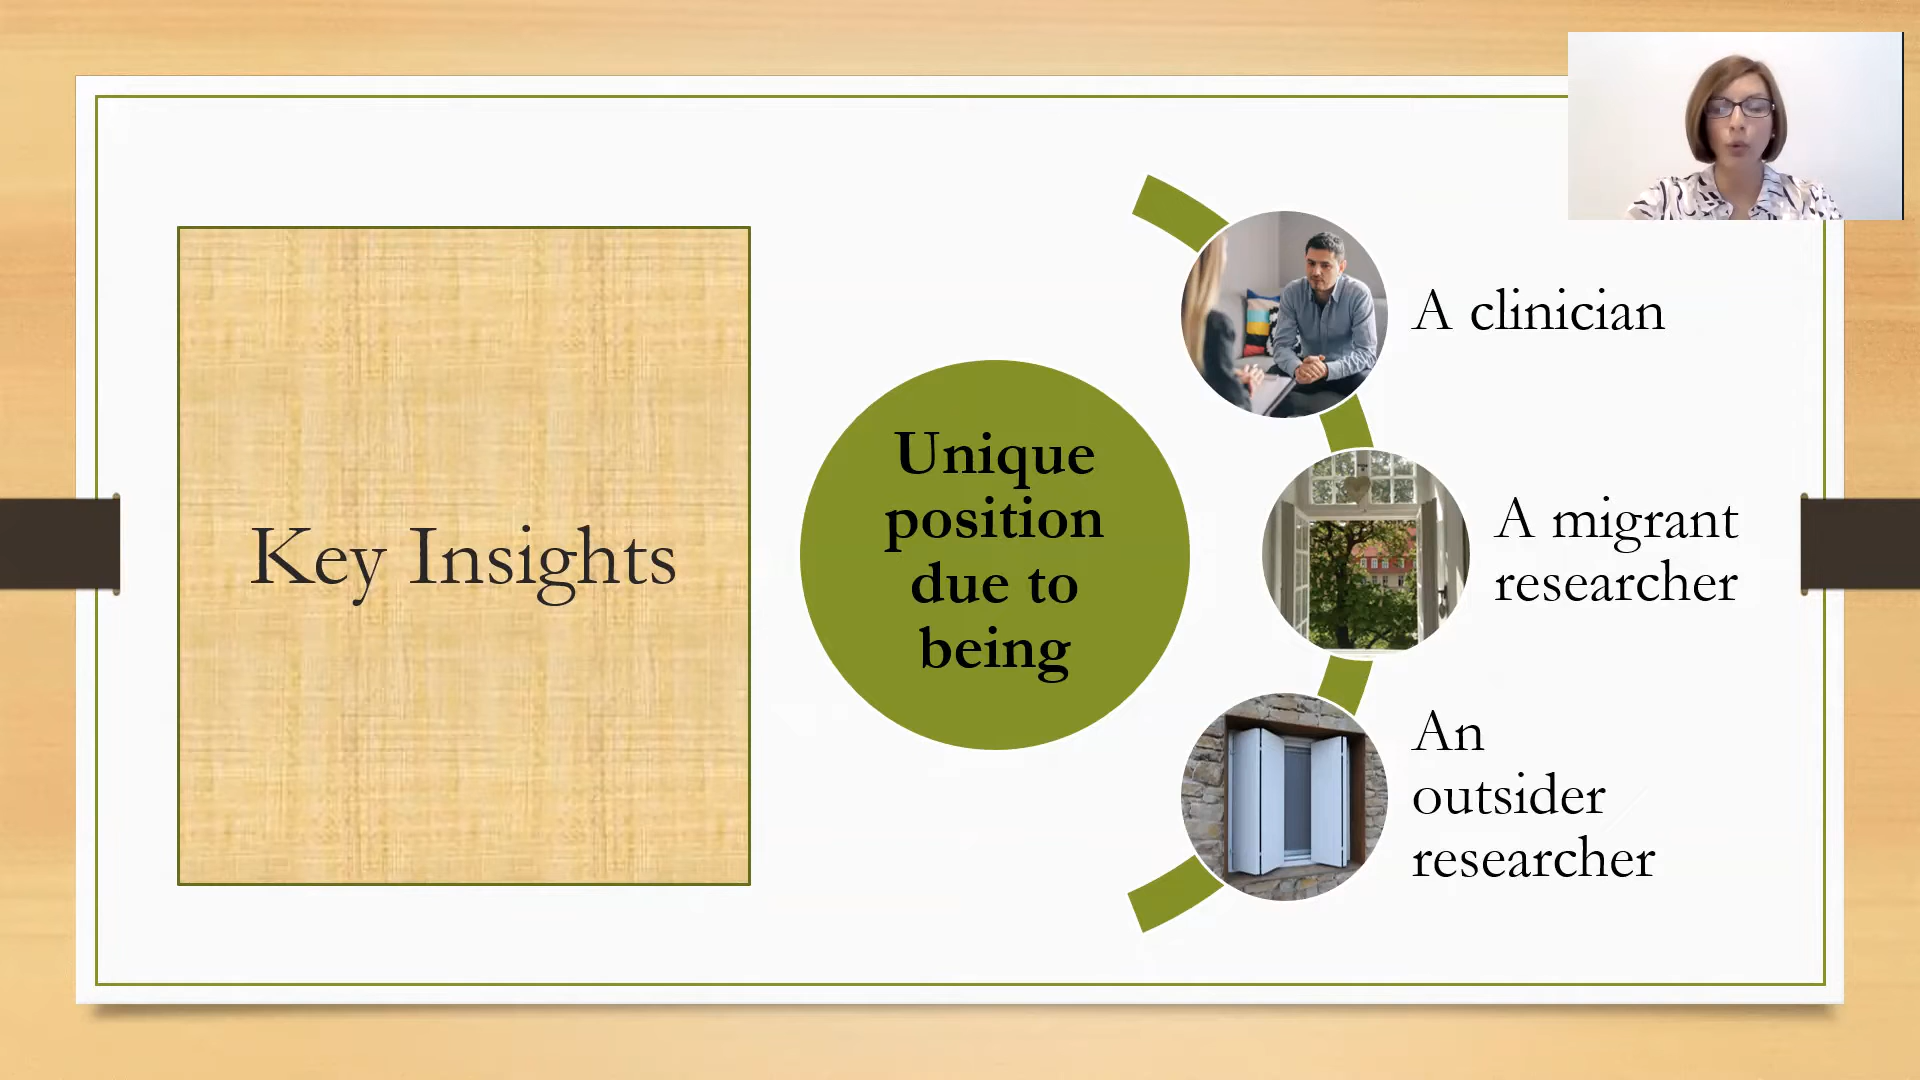 Key Insights
Unique
position
due to
being
A clinician
A migrant
researcher
An
outsider
researcher